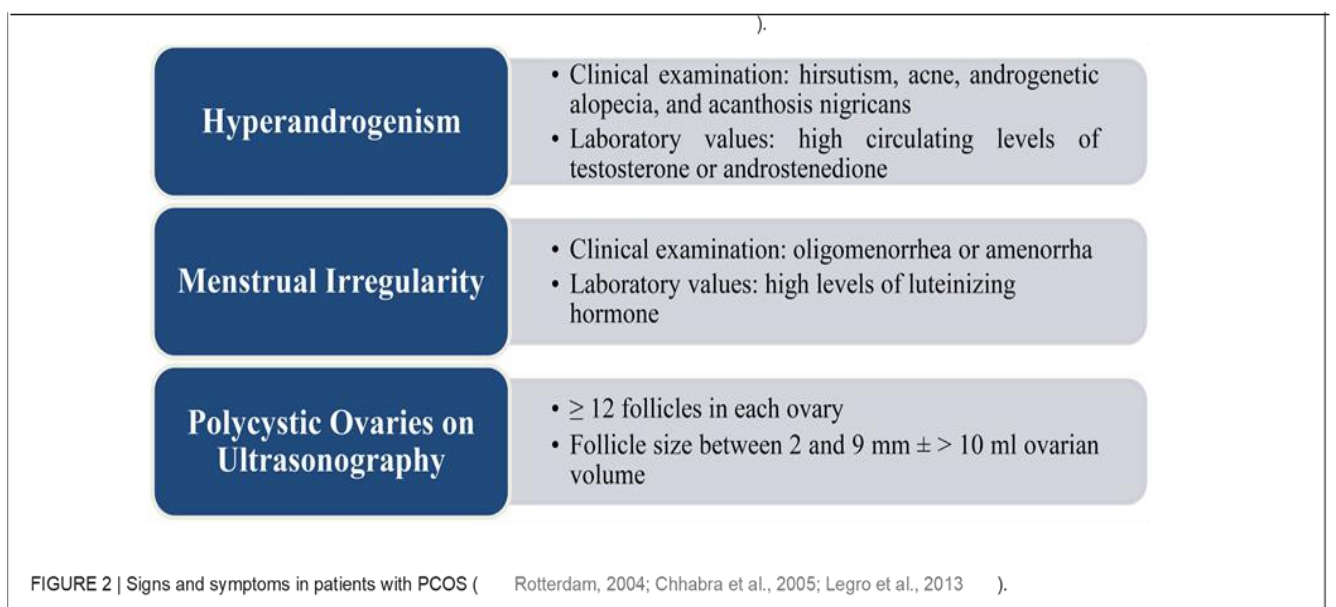 ).
Hyperandrogenism
• Clinical examination: hirsutism, acne, androgenetic
alopecia, and acanthosis nigricans
• Laboratory values: high circulating levels of
testosterone or androstenedione
Menstrual Irregularity
• Clinical examination: oligomenorrhea or amenorrha
• Laboratory values: high levels of luteinizing
hormone
Polycystic Ovaries on
Ultrasonography
• ≥ 12 follicles in each ovary
• Follicle size between 2 and 9 mm ± > 10 ml ovarian
volume
FIGURE 2 | Signs and symptoms in patients with PCOS ( Rotterdam, 2004; Chhabra et al., 2005; Legro et al., 2013 ).